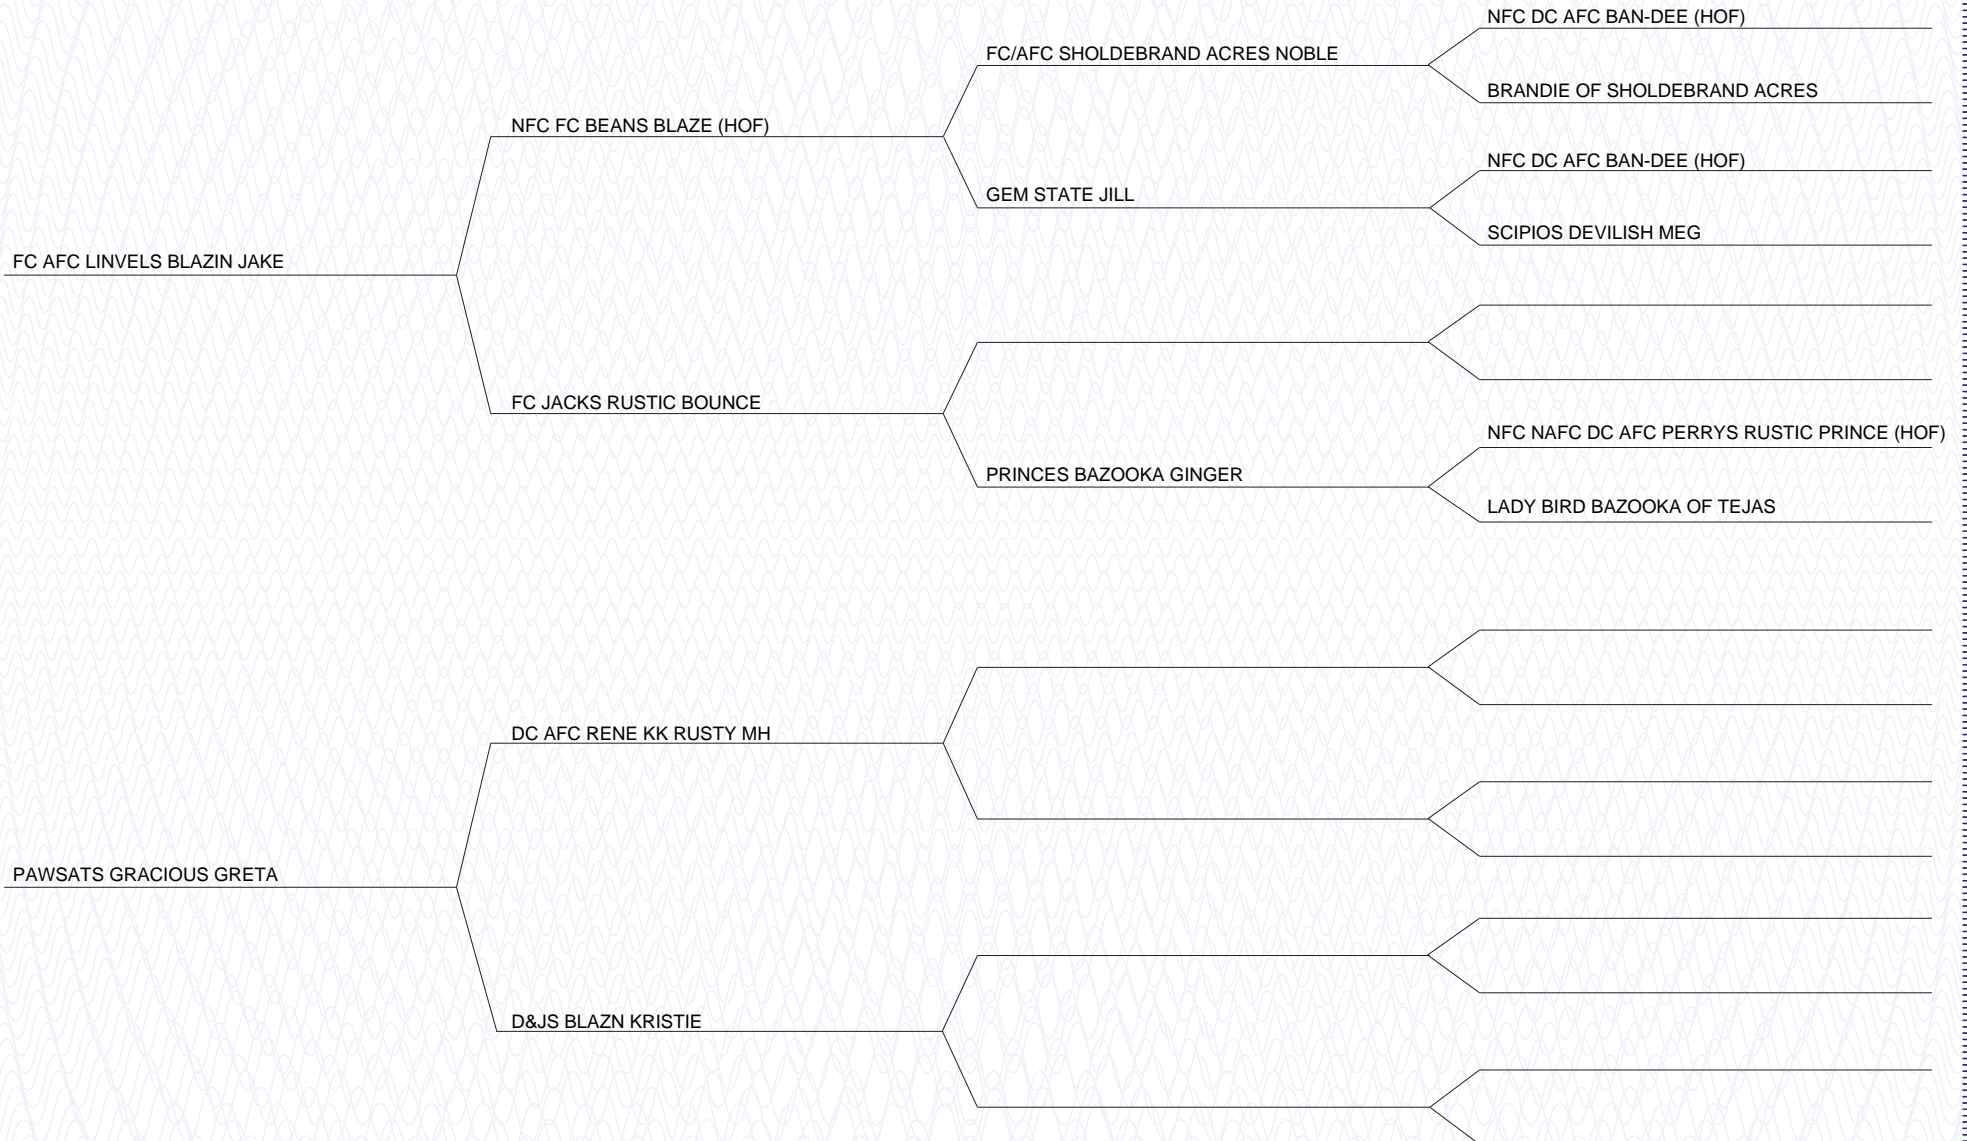 NFC DC AFC BAN-DEE (HOF)
FC/AFC SHOLDEBRAND ACRES NOBLE
BRANDIE OF SHOLDEBRAND ACRES
NFC FC BEANS BLAZE (HOF)
NFC DC AFC BAN-DEE (HOF)
GEM STATE JILL
SCIPIOS DEVILISH MEG
FC AFC LINVELS BLAZIN JAKE
FC JACKS RUSTIC BOUNCE
NFC NAFC DC AFC PERRYS RUSTIC PRINCE (HOF)
PRINCES BAZOOKA GINGER
LADY BIRD BAZOOKA OF TEJAS
DC AFC RENE KK RUSTY MH
PAWSATS GRACIOUS GRETA
D&JS BLAZN KRISTIE